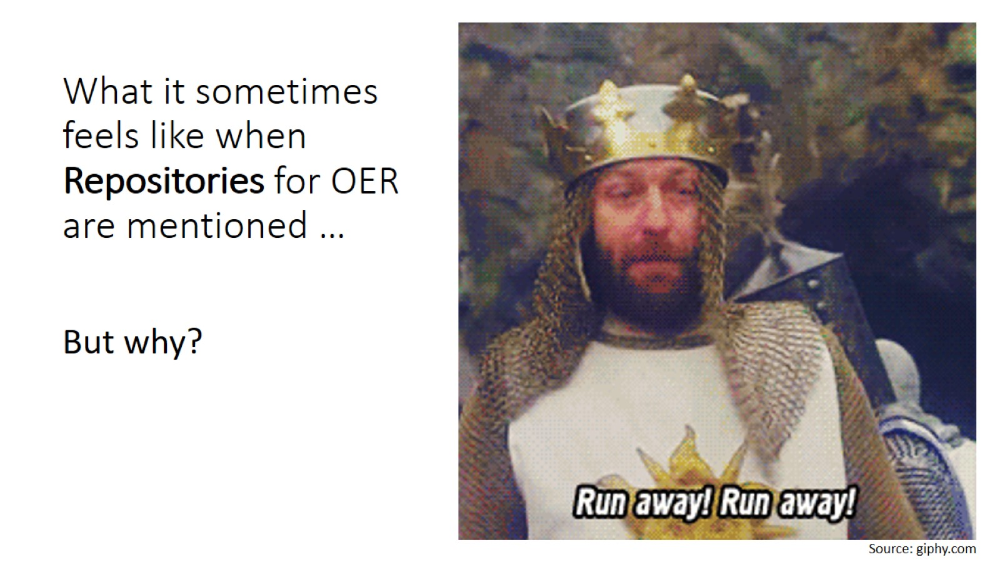 What it sometimes
feels like when
Repositories for OER
are mentioned ...
But why?
Run away! Run away!
Source: giphy.com